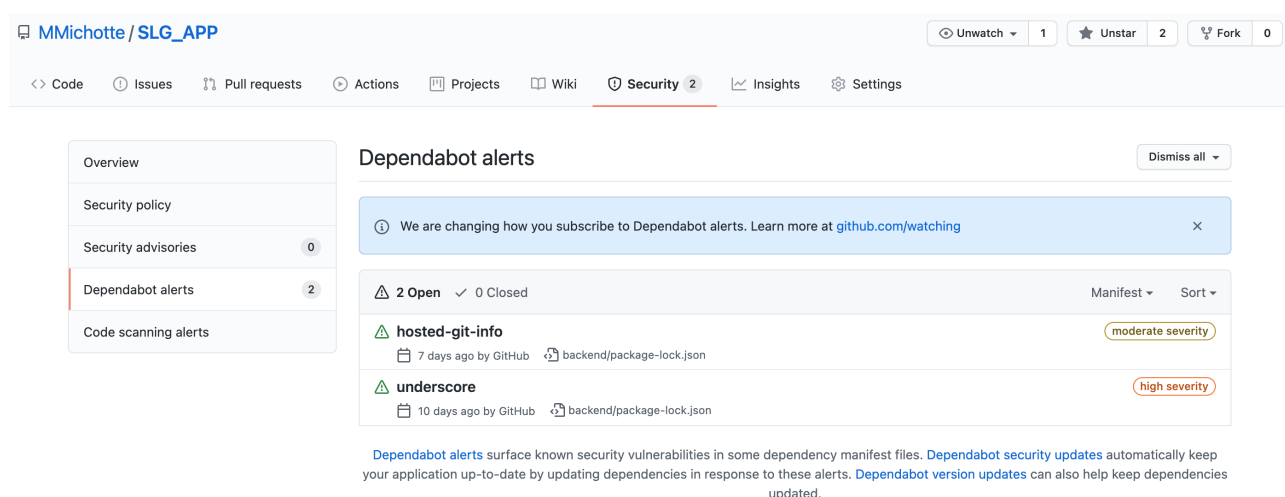 MMichotte / SLG_APP
Unwatch 1 Unstar 2 Fork 0
Code Issues Pull requests Actions Projects Wiki Security 2 Insights Settings
Overview
Security policy
Security advisories 0
Dependabot alerts 2
Code scanning alerts
Dependabot alerts
Dismiss all
We are changing how you subscribe to Dependabot alerts. Learn more at github.com/watching
2 Open 0 Closed Manifest Sort
hosted-git-info moderate severity
7 days ago by GitHub backend/package-lock.json
underscore high severity
10 days ago by GitHub backend/package-lock.json
Dependabot alerts surface known security vulnerabilities in some dependency manifest files. Dependabot security updates automatically keep
your application up-to-date by updating dependencies in response to these alerts. Dependabot version updates can also help keep dependencies
updated.